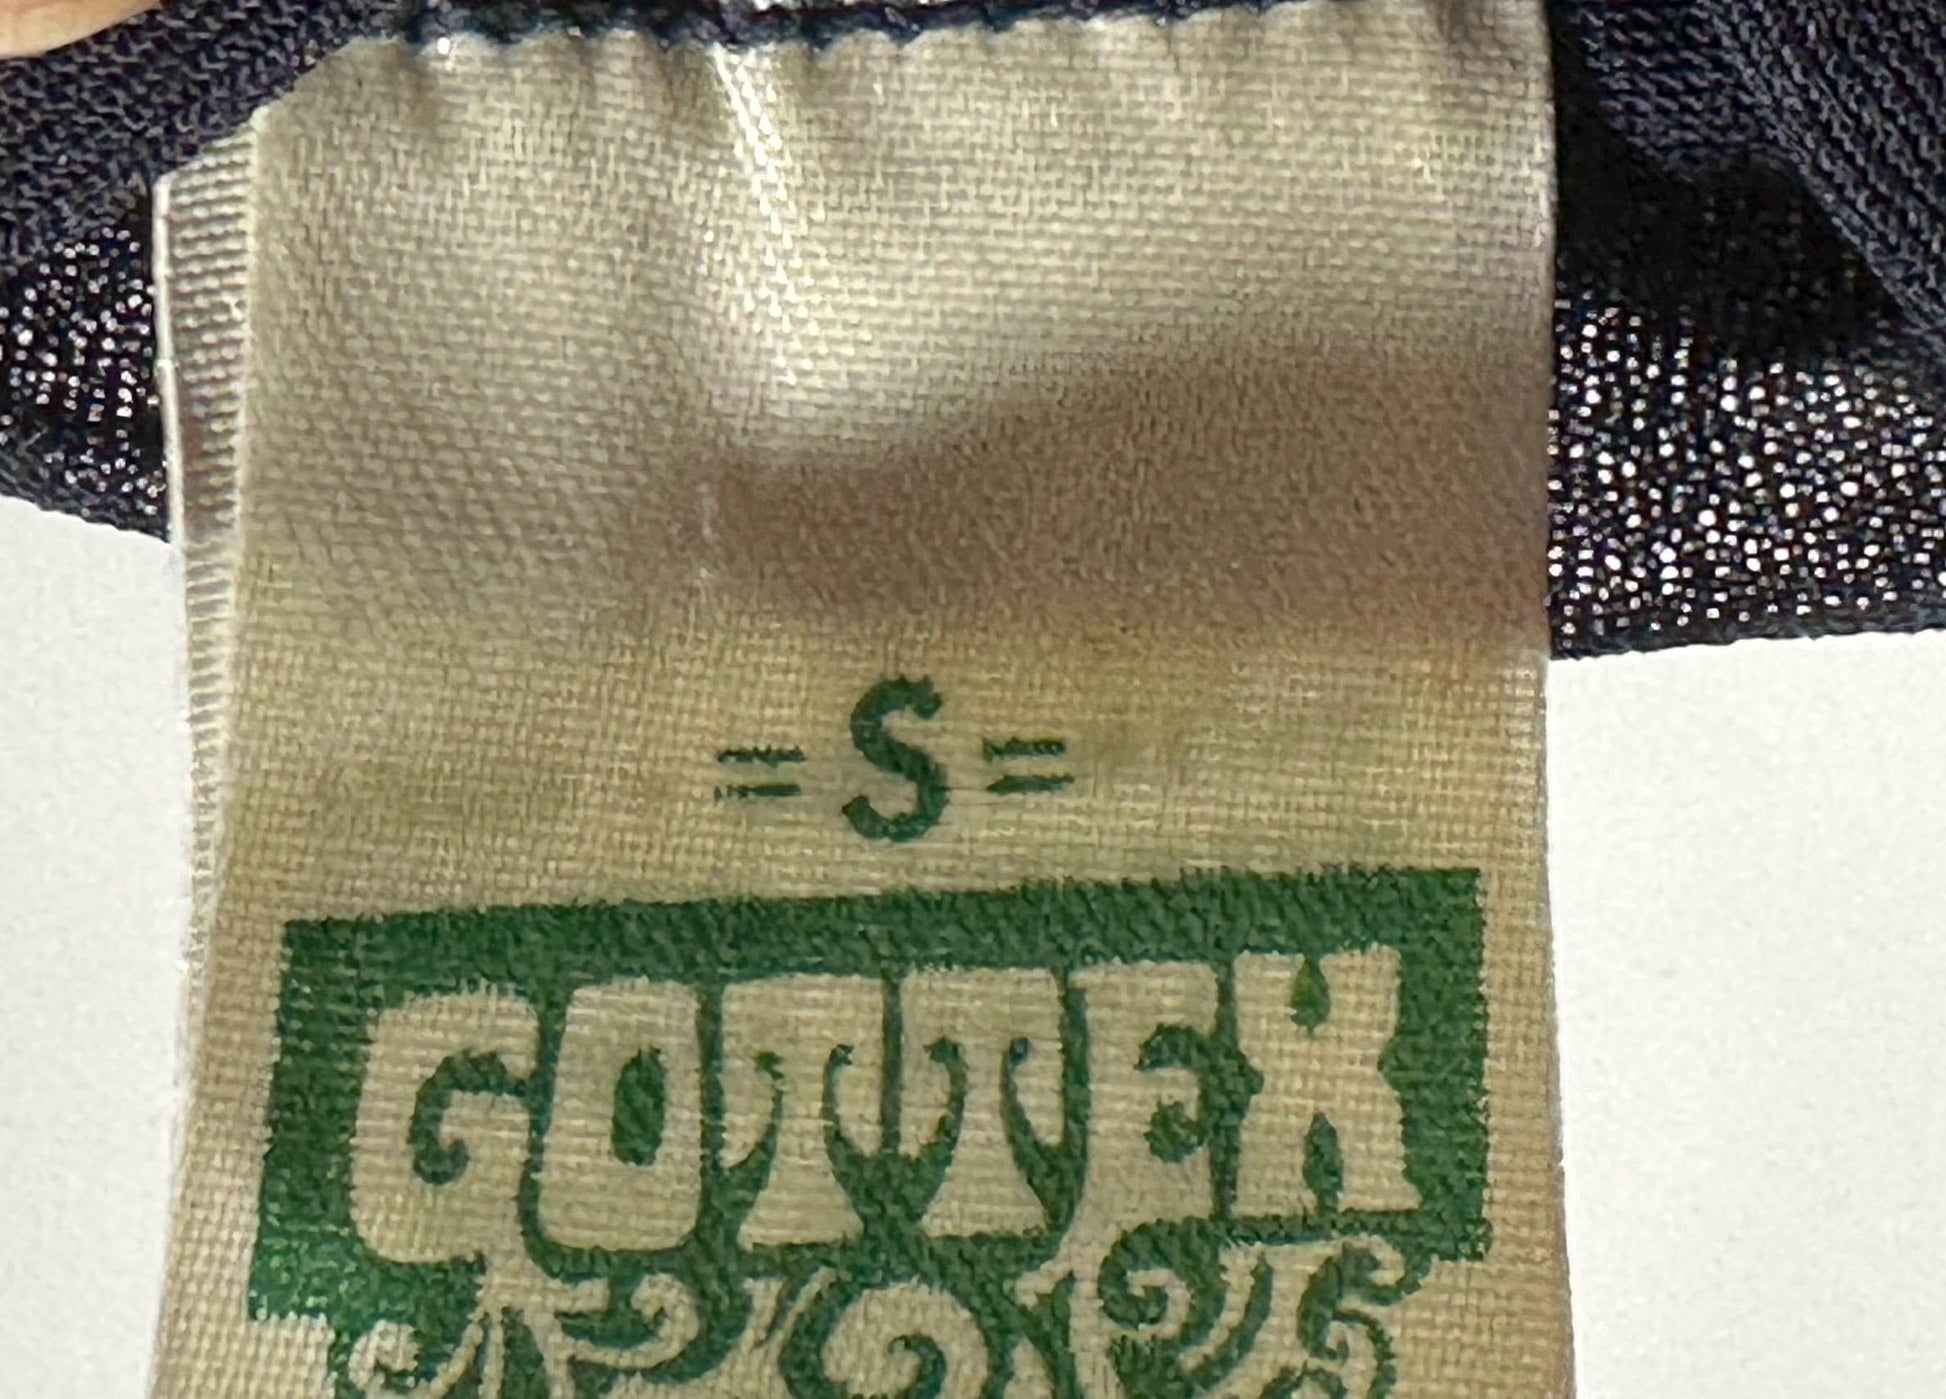 =S=
GOTTEX